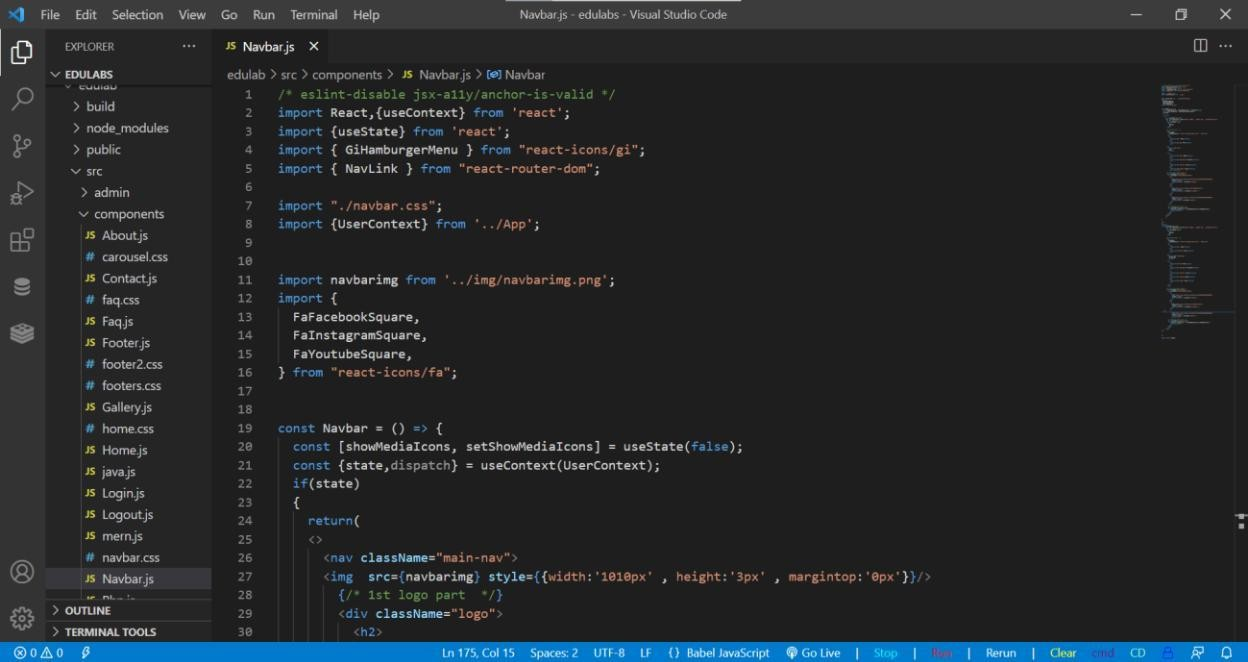 File Edit Selection View Go Run Terminal Help
Navbar.js - edulabs - Visual Studio Code
EXPLORER
EDULABS
edulab
build
node_modules
public
src
admin
components
JS About.js
# carousel.css
JS Contact.js
# faq.css
JS Faq.js
JS Footer.js
# footer2.css
# footers.css
JS Gallery.js
# home.css
JS Home.js
JS java.js
JS Login.js
JS Logout.js
JS mern.js
# navbar.css
JS Navbar.js
OUTLINE
TERMINAL TOOLS
JS Navbar.js
edulab > src > components > JS Navbar.js > Navbar
1 /* eslint-disable jsx-a11y/anchor-is-valid */
2 import React,{useContext} from 'react';
3 import {useState} from 'react';
4 import { GiHamburgerMenu } from "react-icons/gi";
5 import { NavLink } from "react-router-dom";
6
7 import "./navbar.css";
8 import {UserContext} from '../App';
9
10
11 import navbarimg from '../img/navbarimg.png';
12 import {
13 FaFacebookSquare,
14 FaInstagramSquare,
15 FaYoutubeSquare,
16 } from "react-icons/fa";
17
18
19 const Navbar = () => {
20 const [showMediaIcons, setShowMediaIcons] = useState(false);
21 const {state,dispatch} = useContext(UserContext);
22 if(state)
23 {
24 return(
25 <>
26 <nav className="main-nav">
27 <img  src={navbarimg} style={{width:'1010px' , height:'3px' , margintop:'0px'}}/>
28 {/* 1st logo part  */}
29 <div className="logo">
30 <h2>
0 0 Ln 175, Col 15 Spaces: 2 UTF-8 LF {} Babel JavaScript Go Live | Stop | Run | Rerun | Clear cmd CD